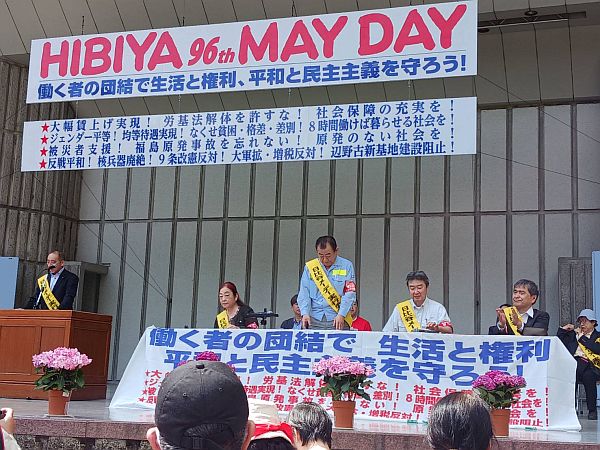 HIBIYA 96th MAY DAY
働く者の団結で生活と権利、平和と民主主義を守ろう!
★大幅賃上げ実現! 労基法解体を許すな! 社会保障の充実を!
★ジェンダー平等! 均等待遇実現! なくせ貧困・格差・差別! 8時間働けば暮らせる社会を!
★被災者支援! 福島原発事故を忘れない! 原発のない社会を!
★反戦平和! 核兵器廃絶! 9条改憲反対! 大軍拡・増税反対! 辺野古新基地建設阻止!
働く者の団結で 生活と権利
平和と民主主義を守ろう!